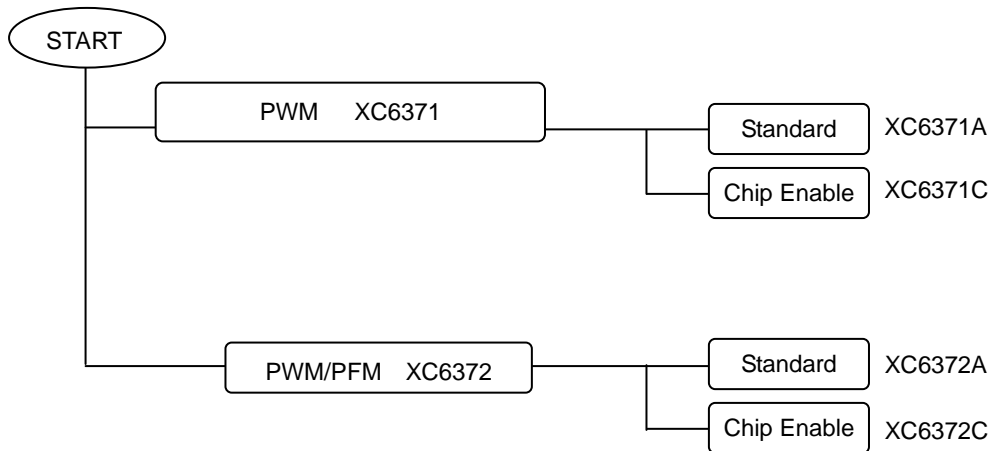 START
PWM XC6371
Standard XC6371A
Chip Enable XC6371C
PWM/PFM XC6372
Standard XC6372A
Chip Enable XC6372C